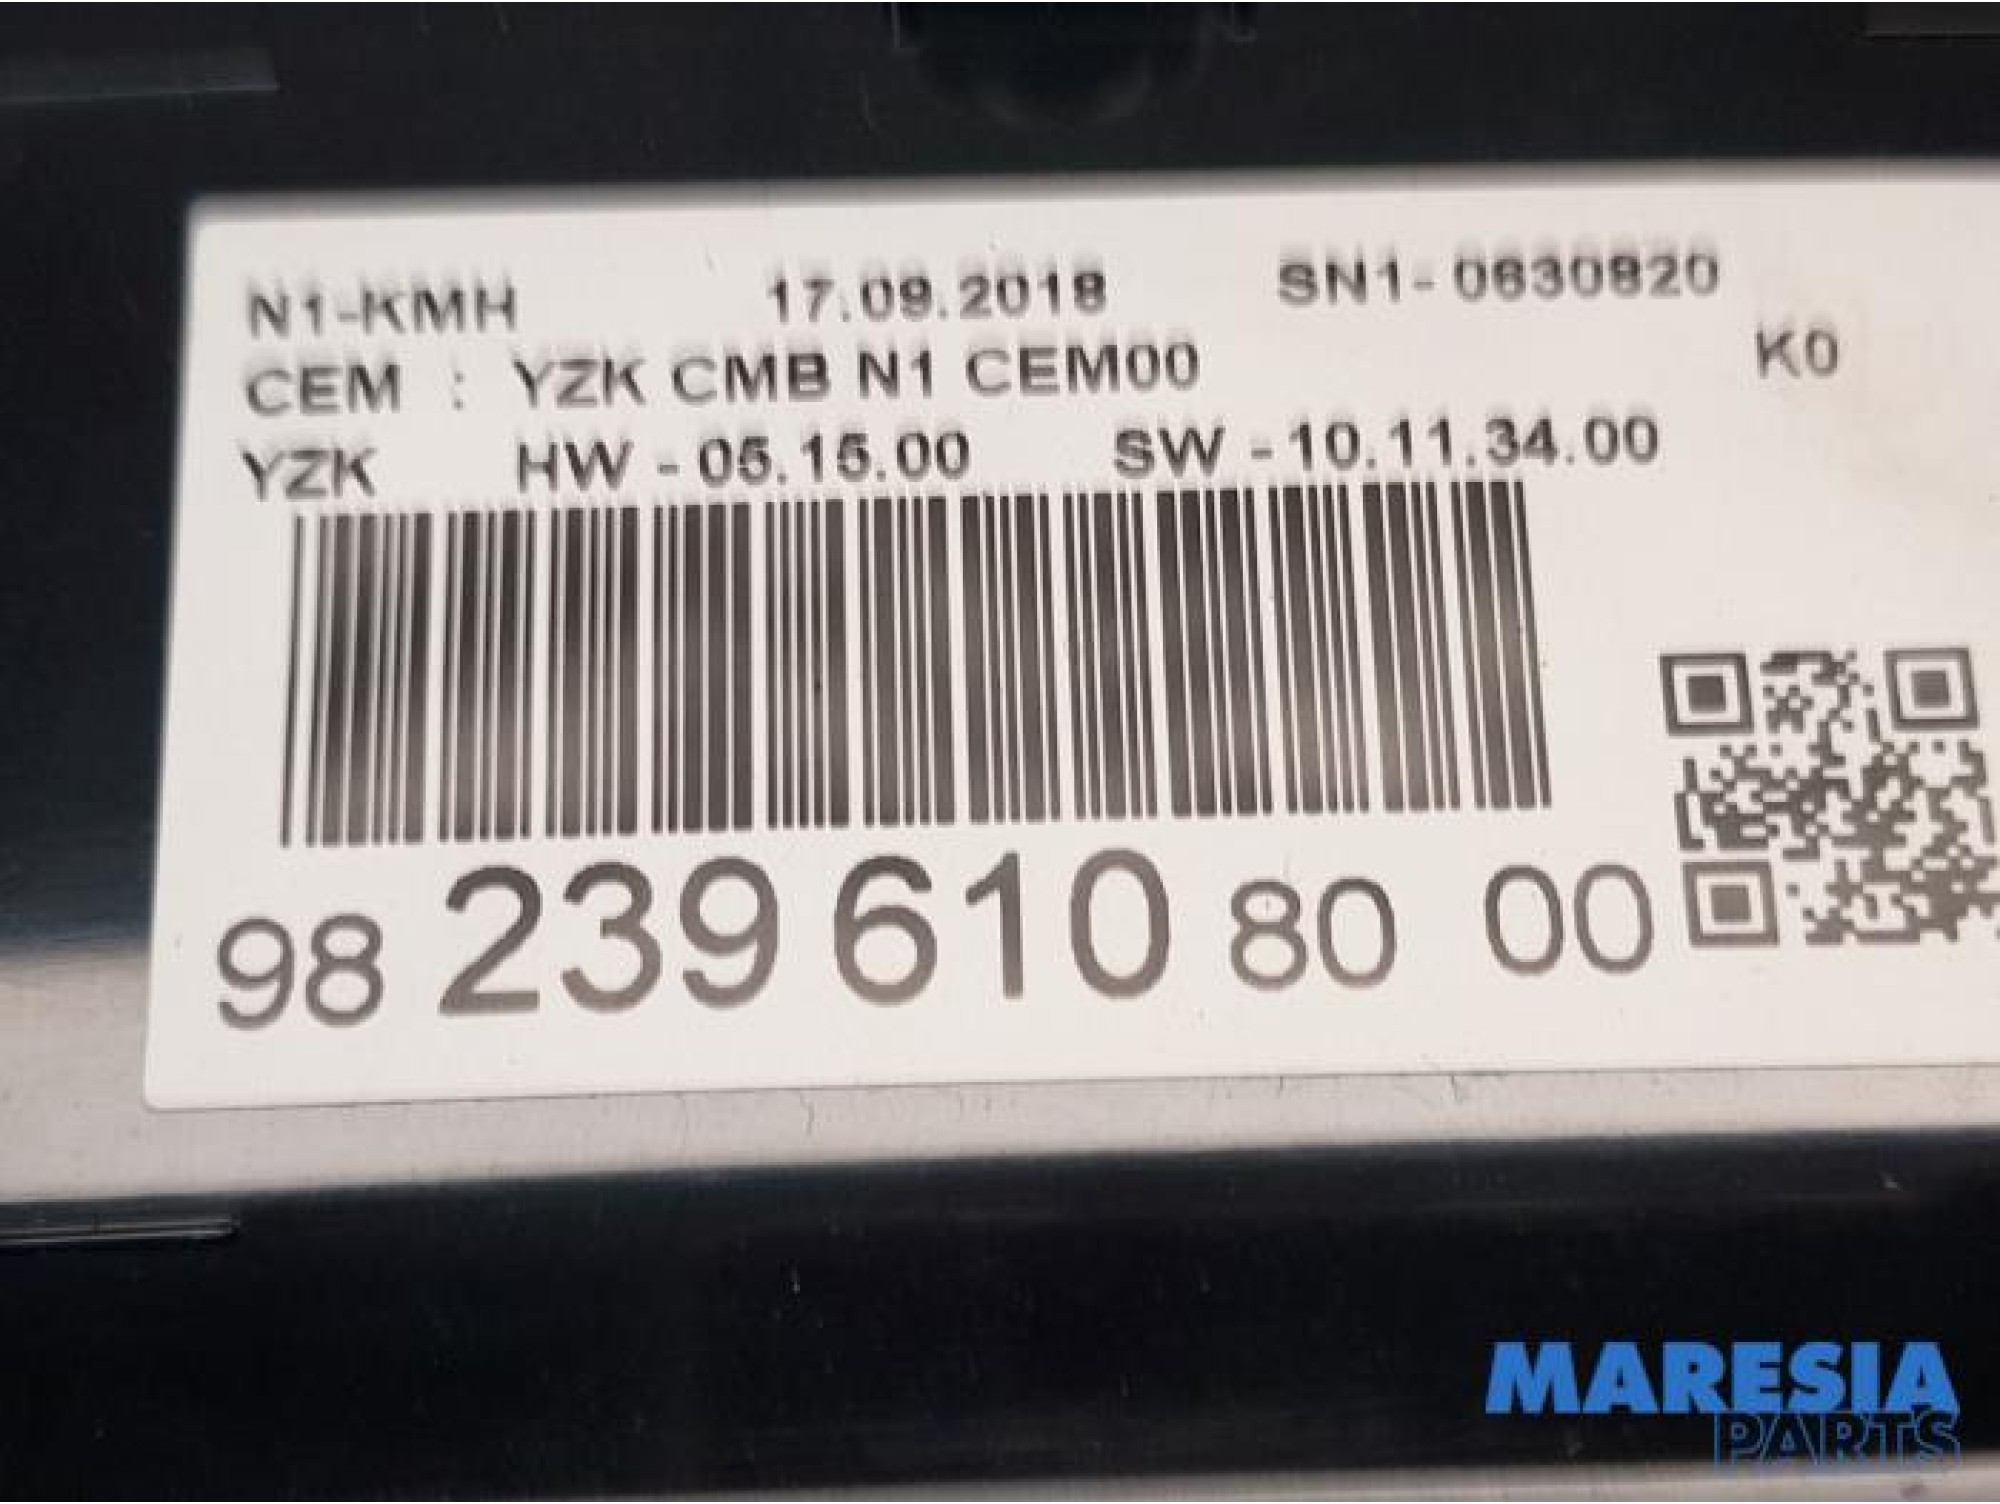 N1-KMH 17.09.2018 SN1-0630820
K0
CEM : YZK CMB N1 CEM00
YZK HW - 05.15.00 SW - 10.11.34.00
98 239 610 80 00
MARESIA
PARTS